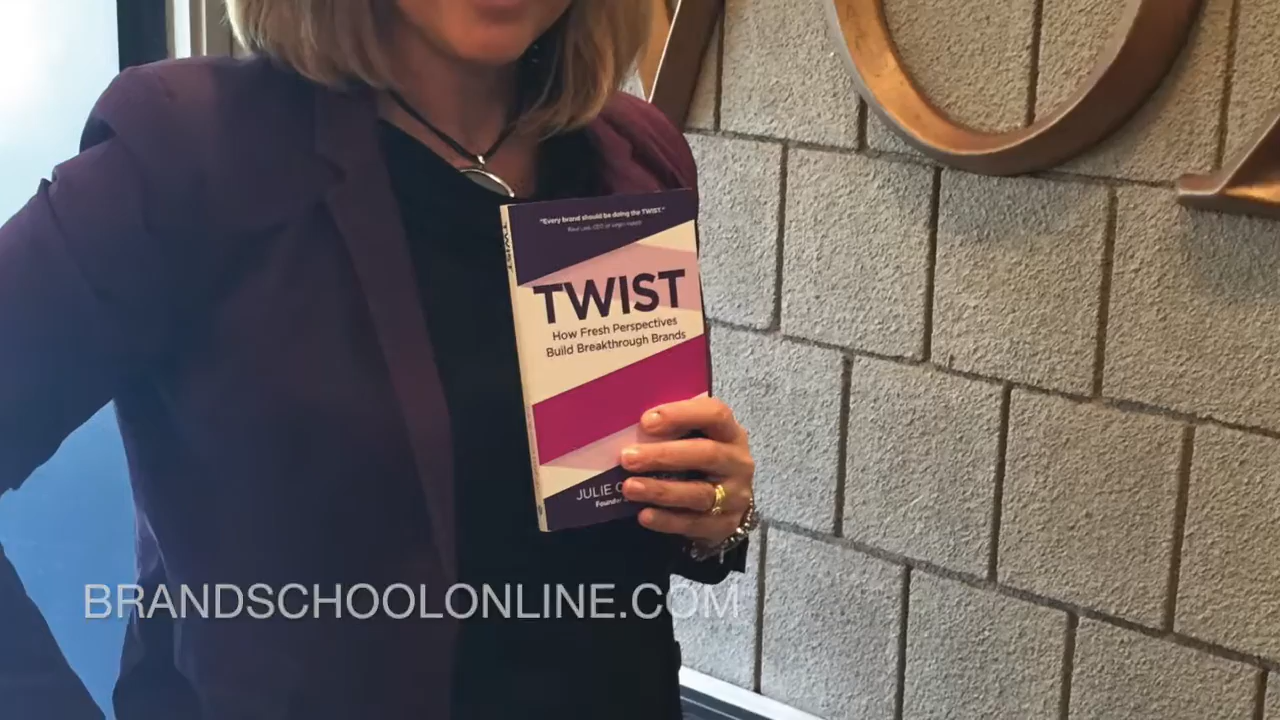 "Every brand should be doing the TWIST."
TWIST
TWIST
How Fresh Perspectives
Build Breakthrough Brands
JULIE
BRANDSCHOOLONLINE.COM